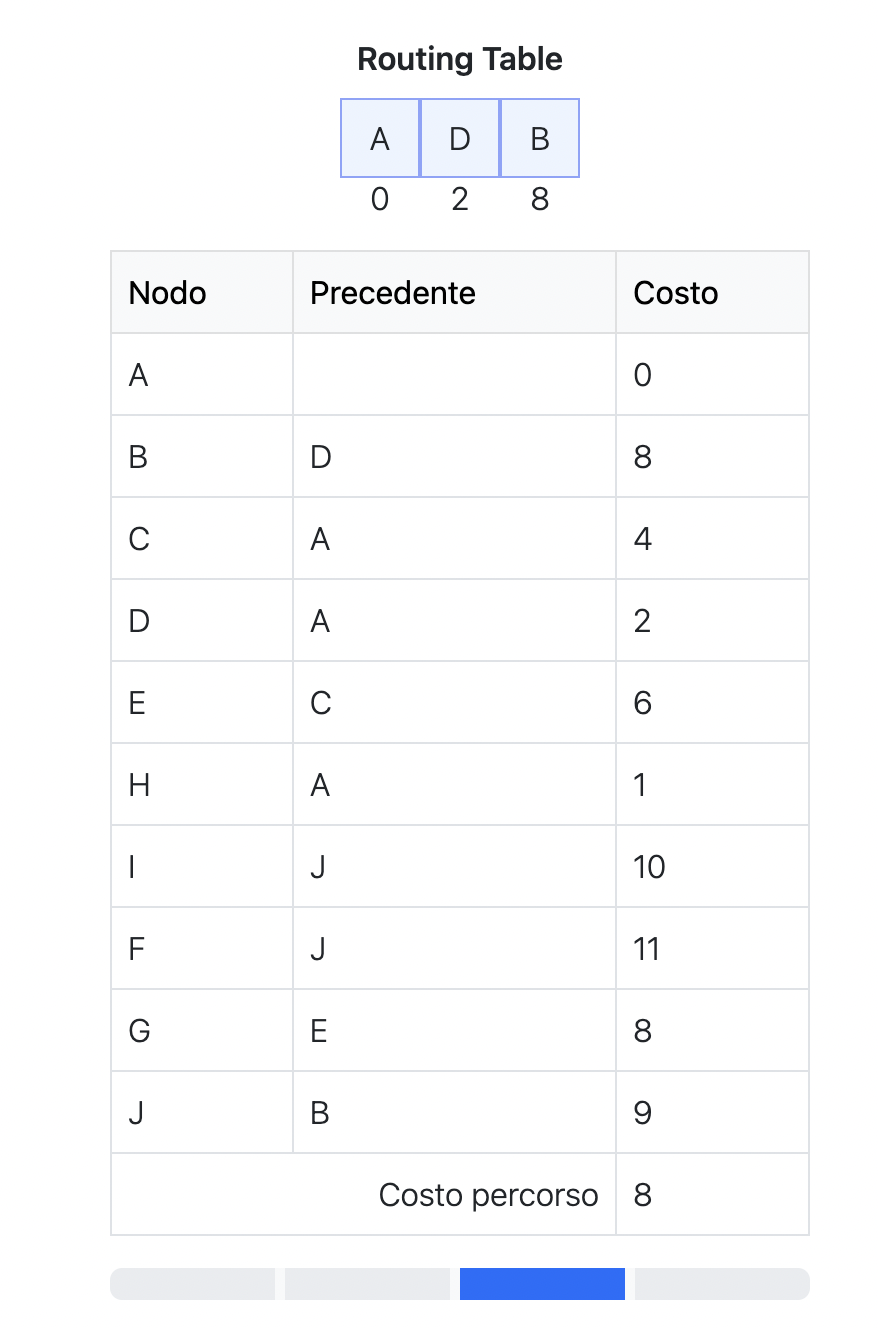 Routing Table
A D B
0 2 8
Nodo Precedente Costo
A 0
B D 8
C A 4
D A 2
E C 6
H A 1
I J 10
F J 11
G E 8
J B 9
Costo percorso 8